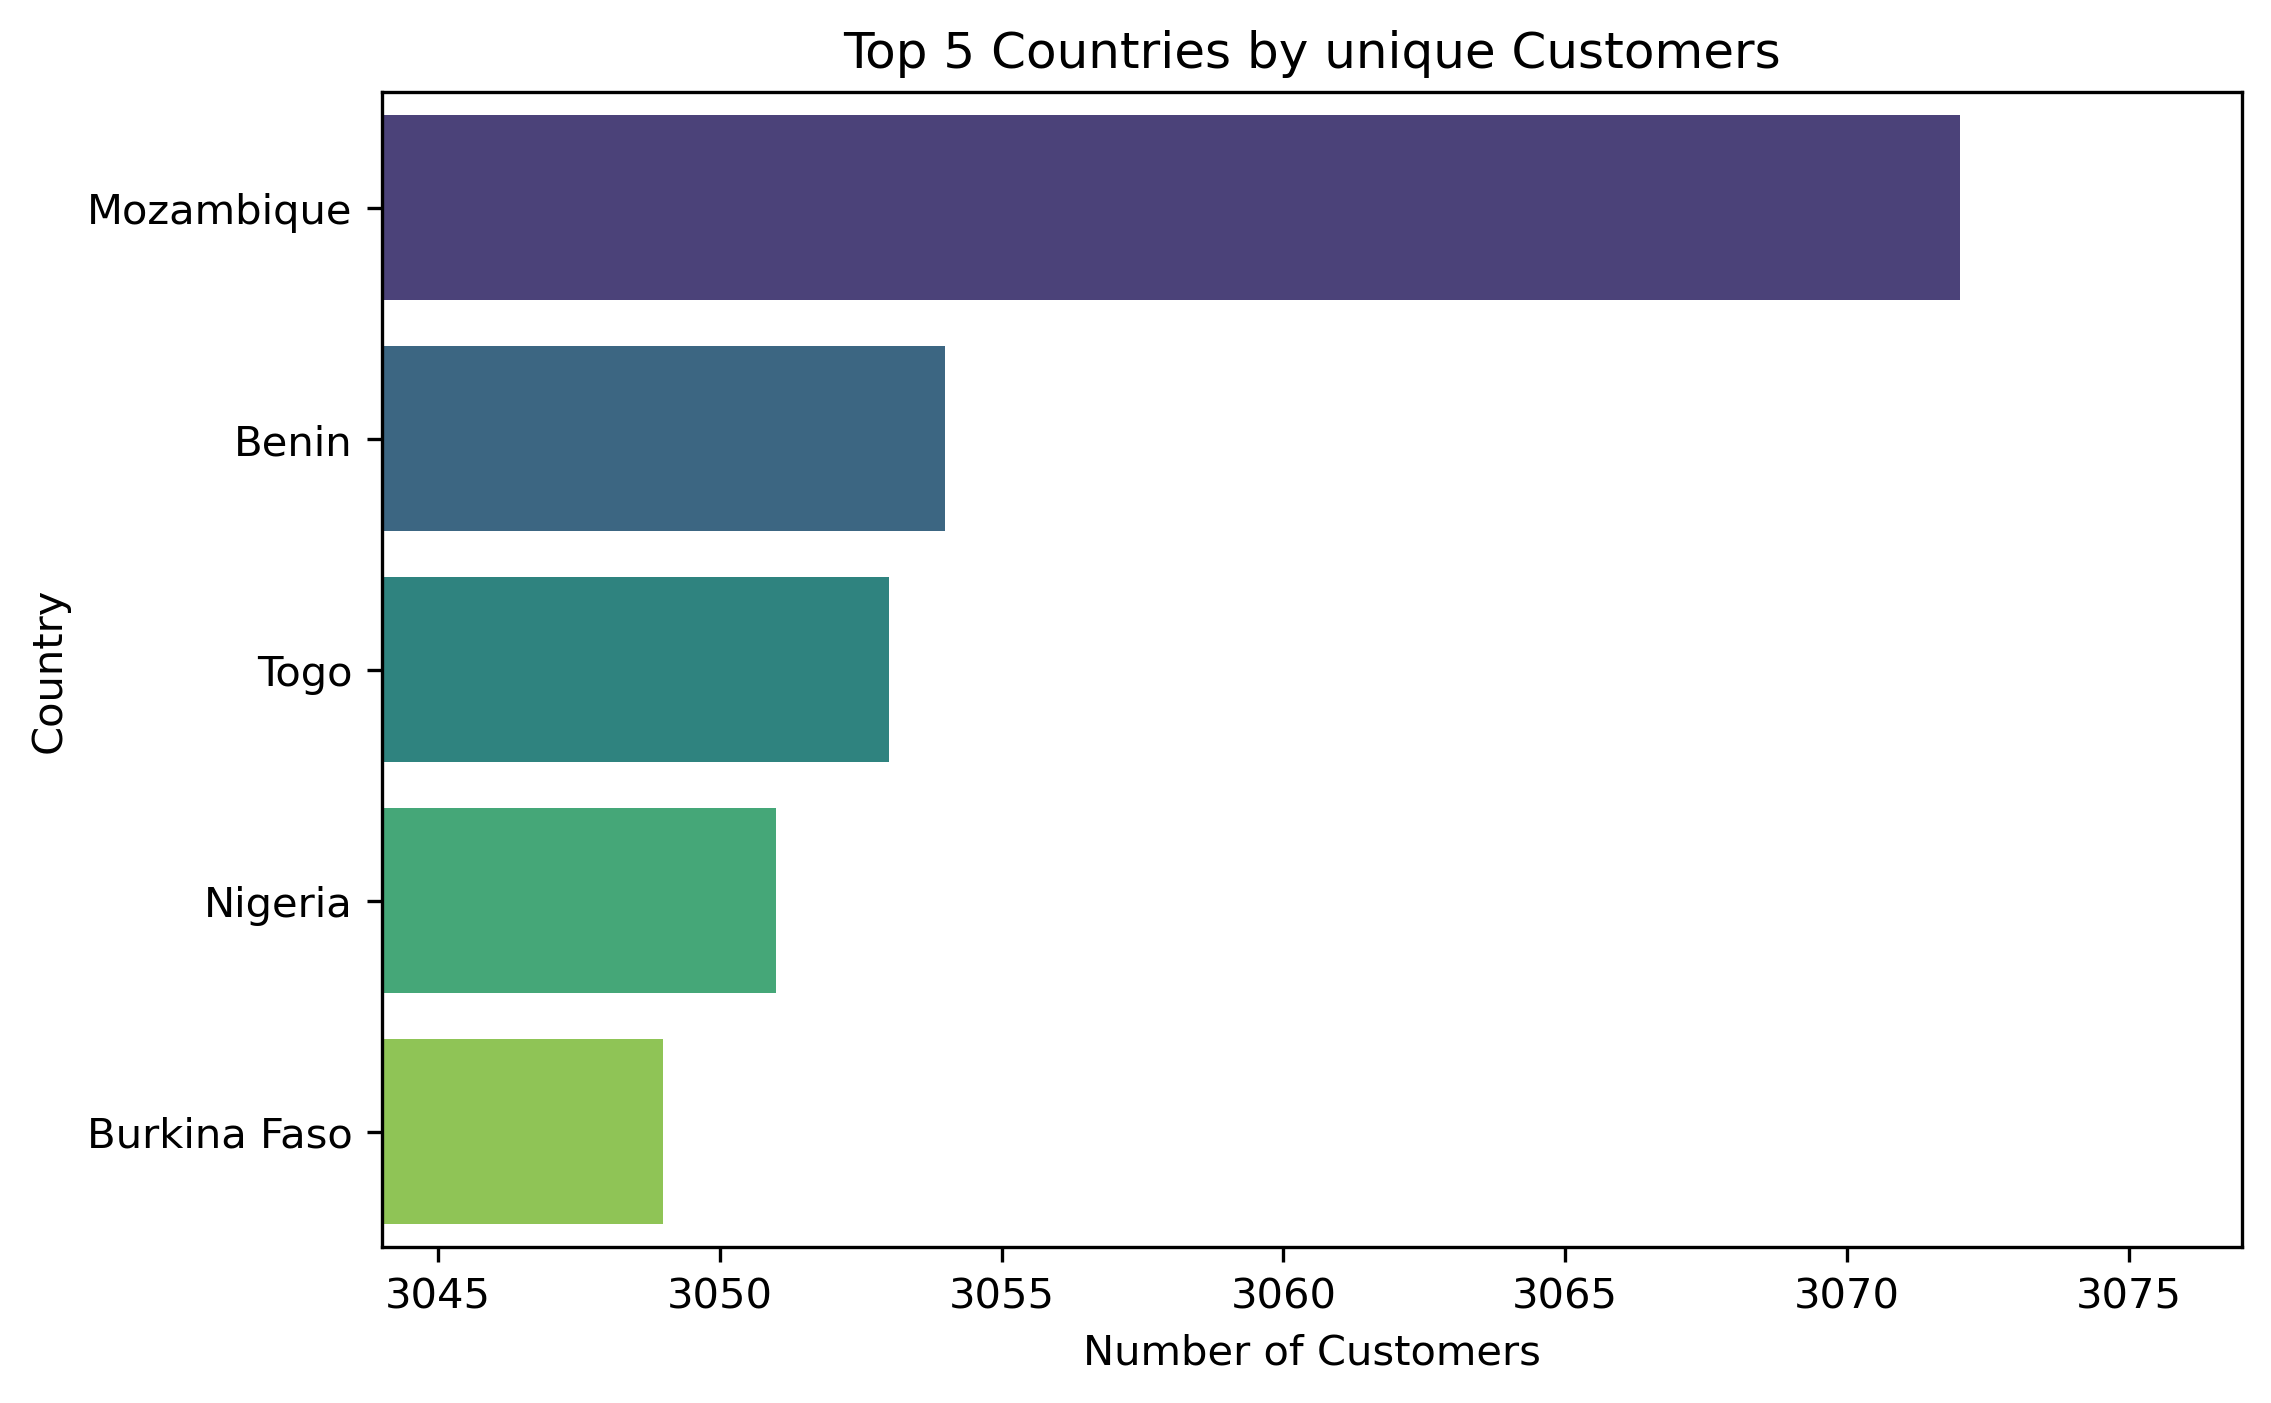 Top 5 Countries by unique Customers
Mozambique
Benin
Togo
Nigeria
Burkina Faso
Country
3045 3050 3055 3060 3065 3070 3075
Number of Customers